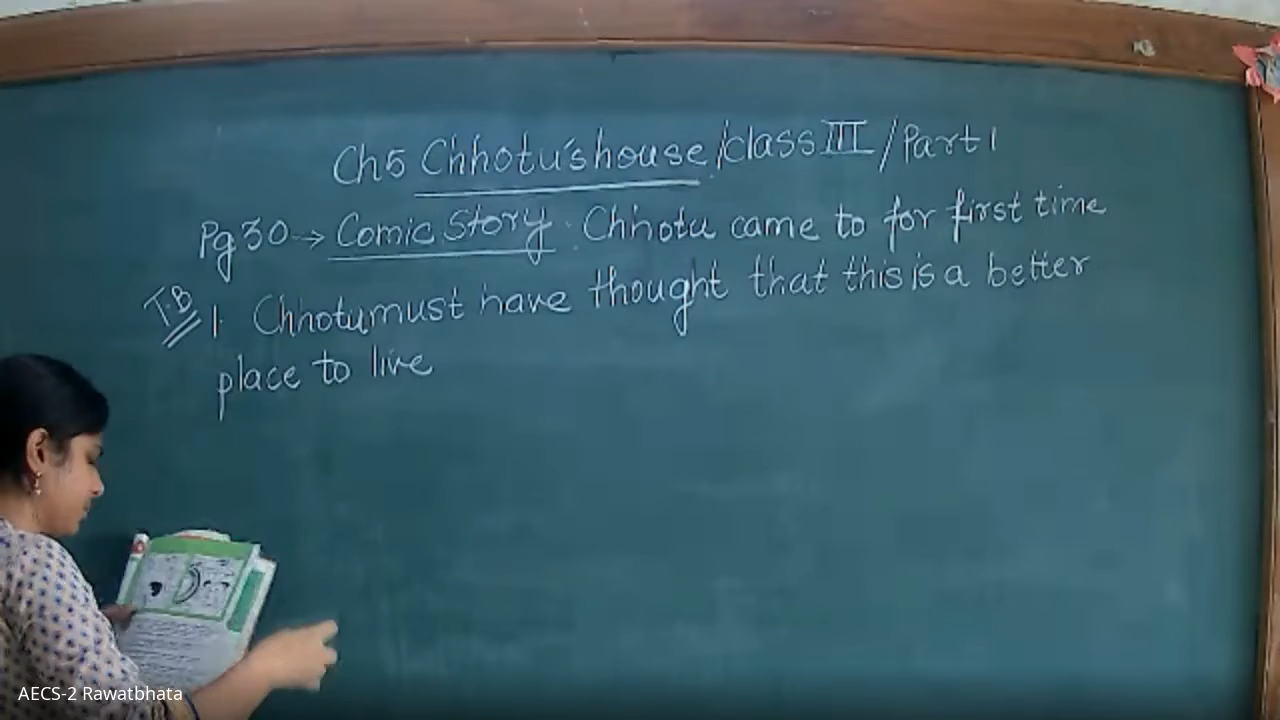 Ch5 Chhotu's house /class III / Part 1
Pg 30 → Comic Story : Chhotu came to for first time
T.B 1. Chhotu must have thought that this is a better
place to live
AECS-2 Rawatbhata